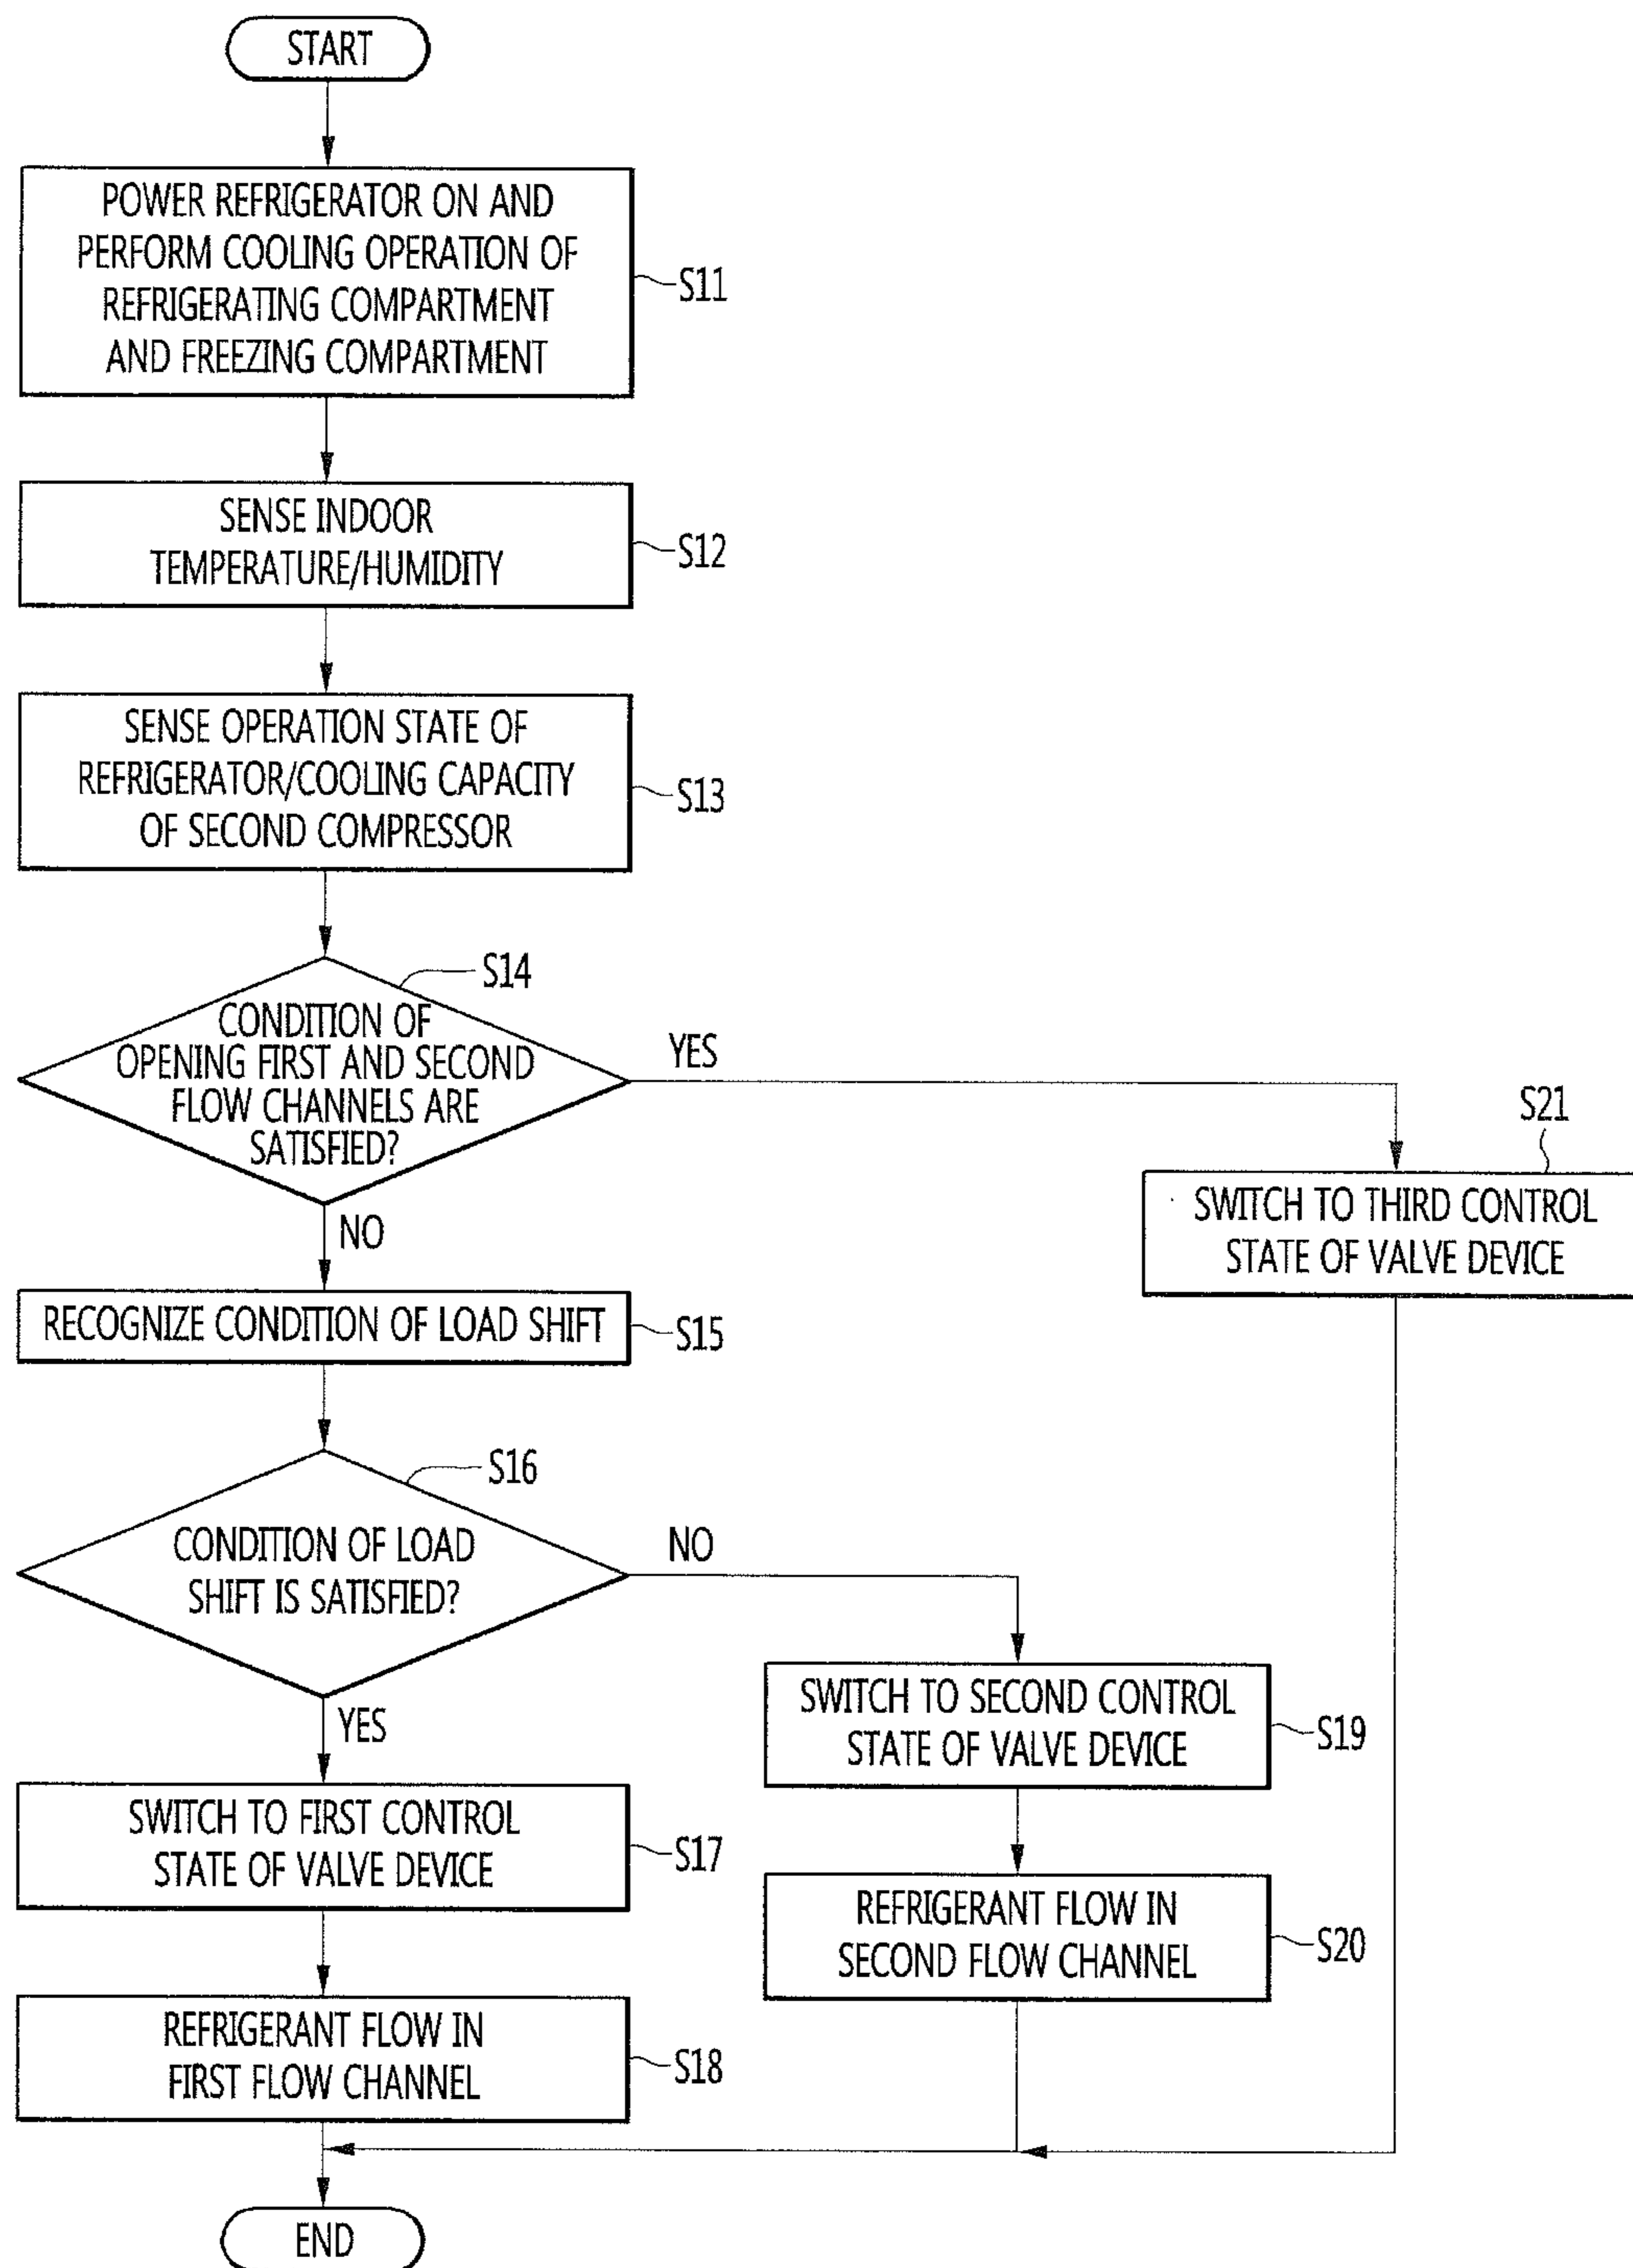 START
POWER REFRIGERATOR ON AND
PERFORM COOLING OPERATION OF
REFRIGERATING COMPARTMENT
AND FREEZING COMPARTMENT
S11
SENSE INDOOR
TEMPERATURE/HUMIDITY
S12
SENSE OPERATION STATE OF
REFRIGERATOR/COOLING CAPACITY
OF SECOND COMPRESSOR
S13
S14
CONDITION OF
OPENING FIRST AND SECOND
FLOW CHANNELS ARE
SATISFIED?
YES
NO
S21
SWITCH TO THIRD CONTROL
STATE OF VALVE DEVICE
RECOGNIZE CONDITION OF LOAD SHIFT
S15
S16
CONDITION OF LOAD
SHIFT IS SATISFIED?
NO
YES
SWITCH TO SECOND CONTROL
STATE OF VALVE DEVICE
S19
SWITCH TO FIRST CONTROL
STATE OF VALVE DEVICE
S17
REFRIGERANT FLOW IN
SECOND FLOW CHANNEL
S20
REFRIGERANT FLOW IN
FIRST FLOW CHANNEL
S18
END